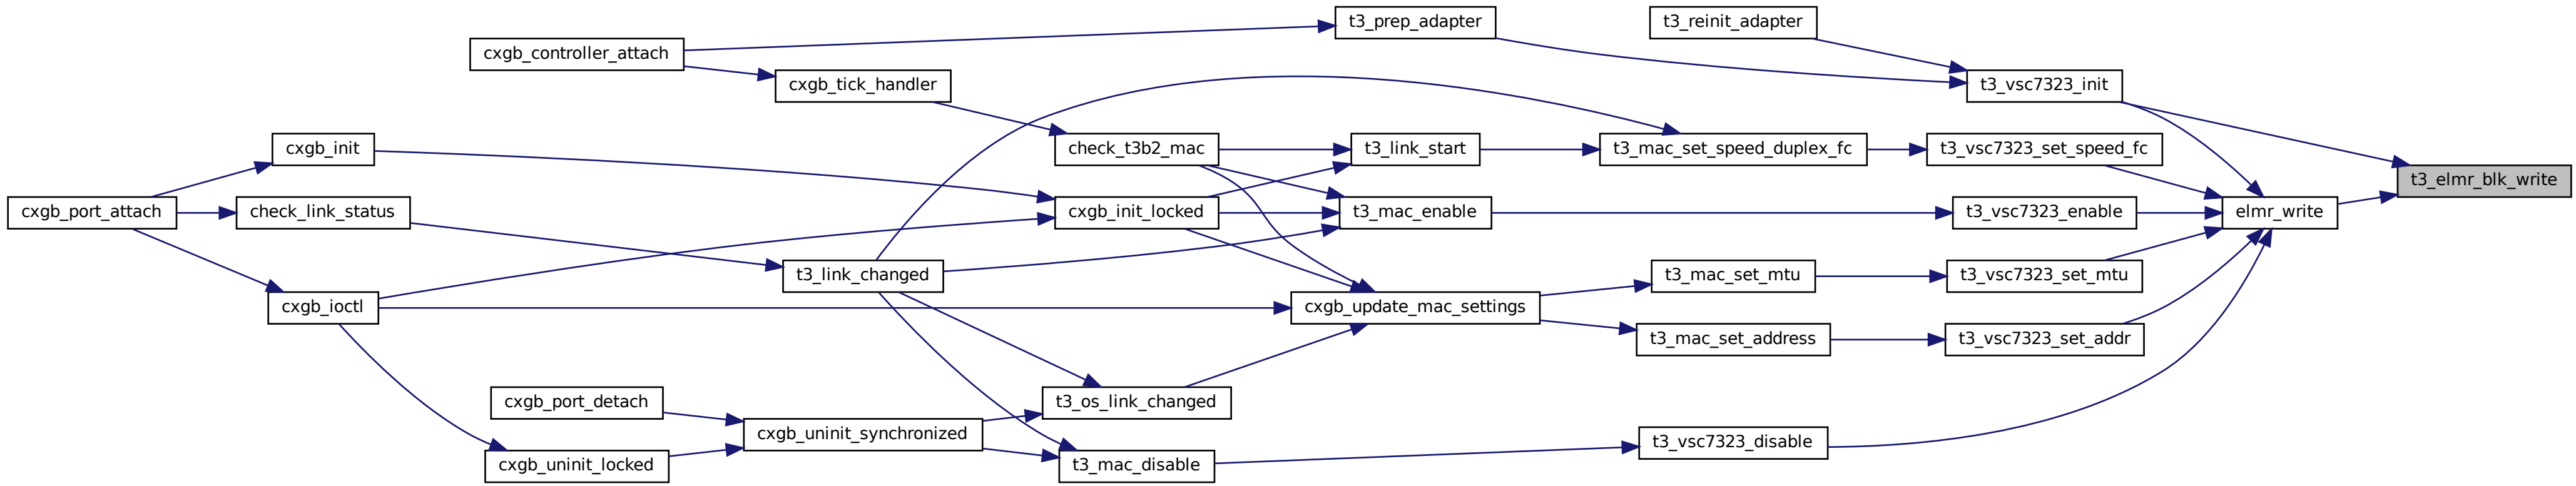 t3_prep_adapter
t3_reinit_adapter
cxgb_controller_attach
cxgb_tick_handler
t3_vsc7323_init
cxgb_init
check_t3b2_mac
t3_link_start
t3_mac_set_speed_duplex_fc
t3_vsc7323_set_speed_fc
t3_elmr_blk_write
cxgb_port_attach
check_link_status
cxgb_init_locked
t3_mac_enable
t3_vsc7323_enable
elmr_write
t3_link_changed
t3_mac_set_mtu
t3_vsc7323_set_mtu
cxgb_ioctl
cxgb_update_mac_settings
t3_mac_set_address
t3_vsc7323_set_addr
cxgb_port_detach
t3_os_link_changed
cxgb_uninit_synchronized
t3_vsc7323_disable
cxgb_uninit_locked
t3_mac_disable